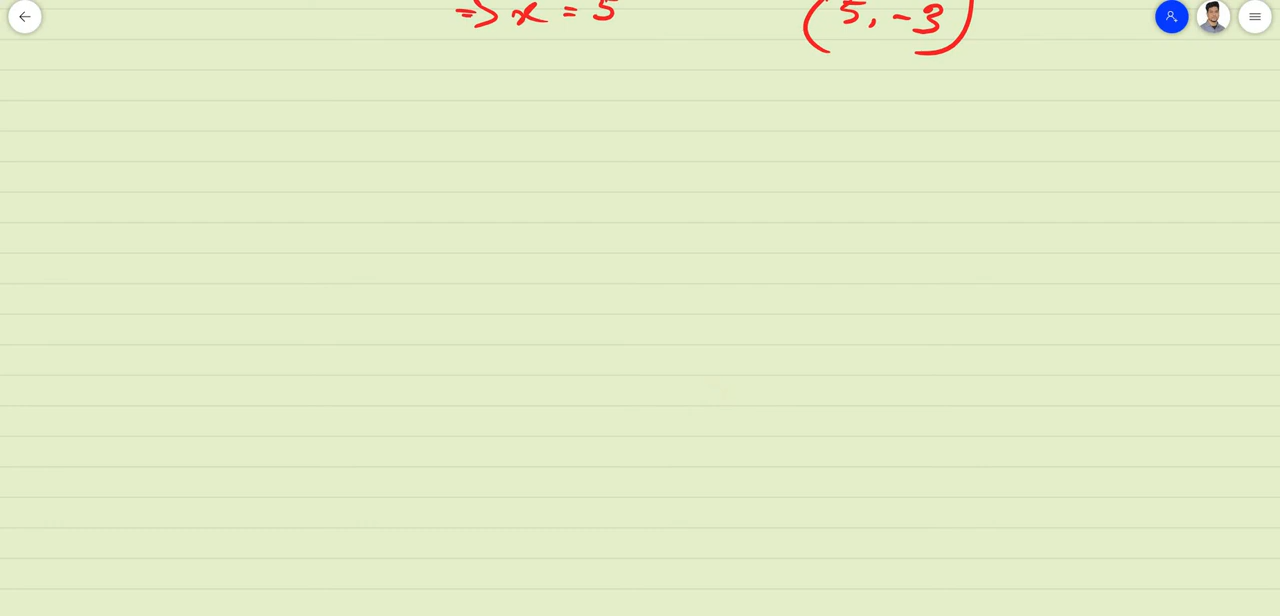 => x = 5 (5, -3)